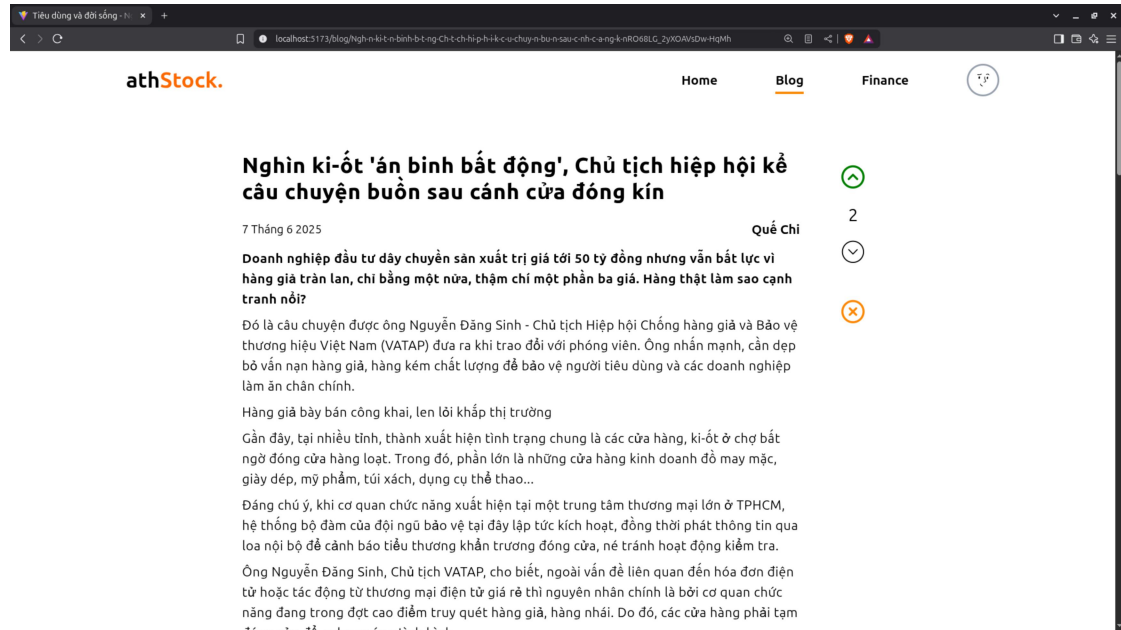 Tiêu dùng và đời sống - N
localhost:5173/blog/Ngh-n-ki-t-n-binh-b-t-ng-Ch-t-ch-hi-p-h-i-k-c-u-chuy-n-bu-n-sau-c-nh-c-a-ng-k-nRO68LG_2yXOAVsDw-HqMh
athStock.
Home
Blog
Finance
Nghìn ki-ốt 'án binh bất động', Chủ tịch hiệp hội kể
câu chuyện buồn sau cánh cửa đóng kín
7 Tháng 6 2025
Quế Chi
2
Doanh nghiệp đầu tư dây chuyền sản xuất trị giá tới 50 tỷ đồng nhưng vẫn bất lực vì
hàng giả tràn lan, chỉ bằng một nửa, thậm chí một phần ba giá. Hàng thật làm sao cạnh
tranh nổi?
Đó là câu chuyện được ông Nguyễn Đăng Sinh - Chủ tịch Hiệp hội Chống hàng giả và Bảo vệ
thương hiệu Việt Nam (VATAP) đưa ra khi trao đổi với phóng viên. Ông nhấn mạnh, cần dẹp
bỏ vấn nạn hàng giả, hàng kém chất lượng để bảo vệ người tiêu dùng và các doanh nghiệp
làm ăn chân chính.
Hàng giả bày bán công khai, len lỏi khắp thị trường
Gần đây, tại nhiều tỉnh, thành xuất hiện tình trạng chung là các cửa hàng, ki-ốt ở chợ bất
ngờ đóng cửa hàng loạt. Trong đó, phần lớn là những cửa hàng kinh doanh đồ may mặc,
giày dép, mỹ phẩm, túi xách, dụng cụ thể thao...
Đáng chú ý, khi cơ quan chức năng xuất hiện tại một trung tâm thương mại lớn ở TPHCM,
hệ thống bộ đàm của đội ngũ bảo vệ tại đây lập tức kích hoạt, đồng thời phát thông tin qua
loa nội bộ để cảnh báo tiểu thương khẩn trương đóng cửa, né tránh hoạt động kiểm tra.
Ông Nguyễn Đăng Sinh, Chủ tịch VATAP, cho biết, ngoài vấn đề liên quan đến hóa đơn điện
tử hoặc tác động từ thương mại điện tử giá rẻ thì nguyên nhân chính là bởi cơ quan chức
năng đang trong đợt cao điểm truy quét hàng giả, hàng nhái. Do đó, các cửa hàng phải tạm